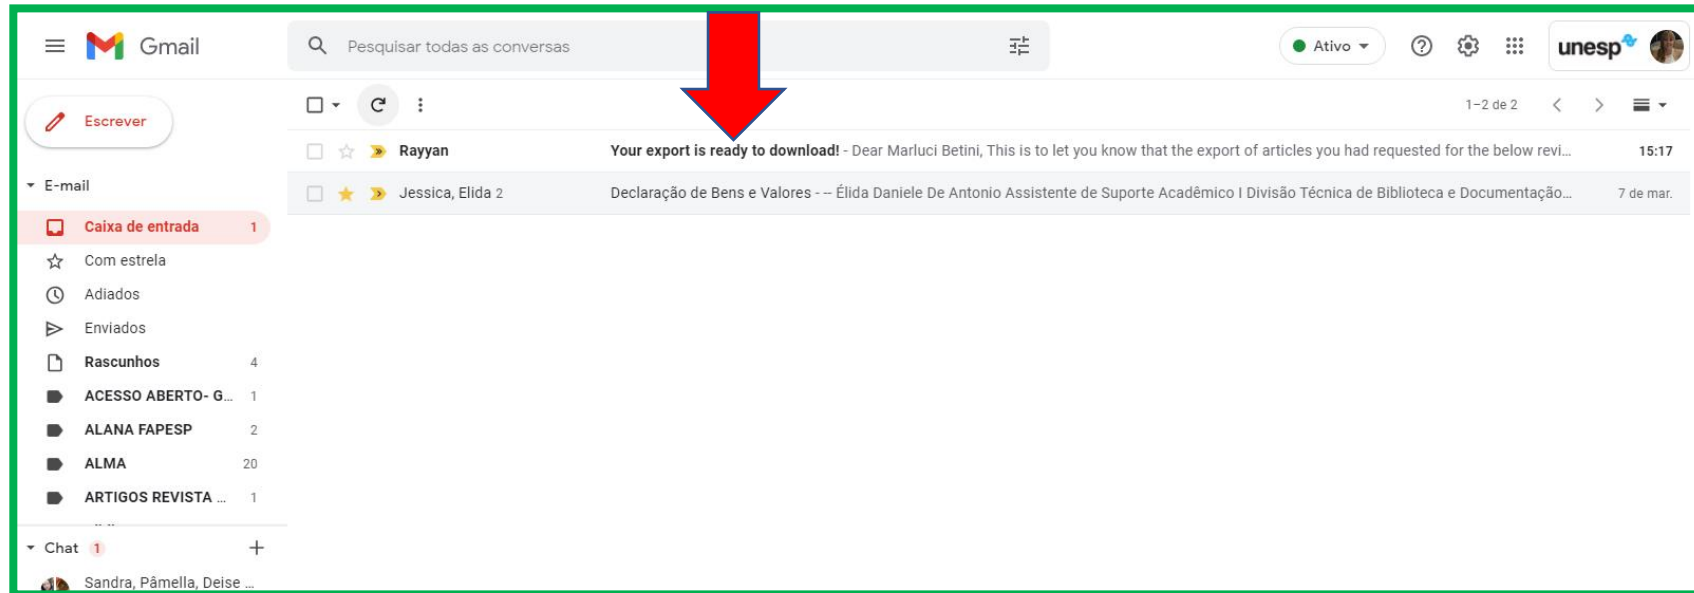 Gmail
Pesquisar todas as conversas
Ativo
unesp
Escrever
1–2 de 2
Rayyan
Your export is ready to download! - Dear Marluci Betini, This is to let you know that the export of articles you had requested for the below revi...
15:17
Jessica, Elida 2
Declaração de Bens e Valores - -- Élida Daniele De Antonio Assistente de Suporte Acadêmico I Divisão Técnica de Biblioteca e Documentação...
7 de mar.
E-mail
Caixa de entrada 1
Com estrela
Adiados
Enviados
Rascunhos 4
ACESSO ABERTO- G... 1
ALANA FAPESP 2
ALMA 20
ARTIGOS REVISTA ... 1
Chat 1
Sandra, Pâmella, Deise ...